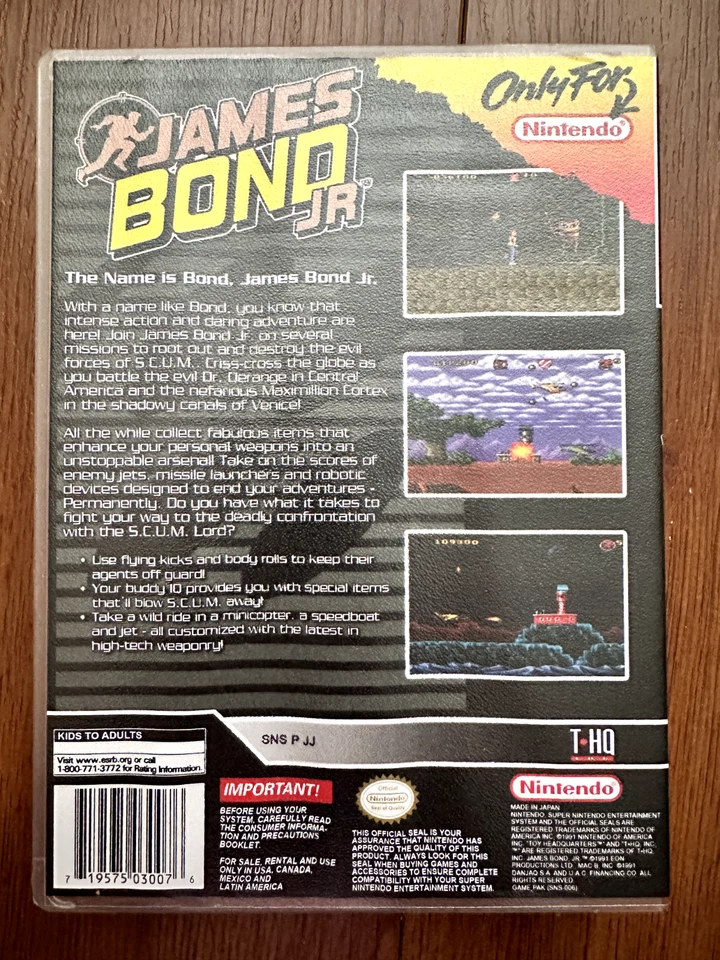 Only For
Nintendo®
JAMES
BOND
JR
The Name is Bond, James Bond Jr.
With a name like Bond, you know that
intense action and daring adventure are
here! Join James Bond Jr. on several
missions to root out and destroy the evil
forces of S.C.U.M. Criss-cross the globe as
you battle the evil Dr. Derange in Central
America and the nefarious Maximillion Cortex
in the shadowy canals of Venice!
All the while collect fabulous items that
enhance your personal weapons into an
unstoppable arsenal! Take on the scores of
enemy jets, missile launchers and robotic
devices designed to end your adventures -
Permanently. Do you have what it takes to
fight your way to the deadly confrontation
with the S.C.U.M. Lord?
• Use flying kicks and body rolls to keep their
agents off guard!
• Your buddy IQ provides you with special items
that'll blow S.C.U.M. away!
• Take a wild ride in a minicopter, a speedboat
and jet - all customized with the latest in
high-tech weaponry!
109300
KIDS TO ADULTS
Visit www.esrb.org or call
1-800-771-3772 for Rating Information.
SNS P JJ
T·HQ
7 19575 03007 6
IMPORTANT!
BEFORE USING YOUR
SYSTEM, CAREFULLY READ
THE CONSUMER INFORMA-
TION AND PRECAUTIONS
BOOKLET.
FOR SALE, RENTAL AND USE
ONLY IN USA, CANADA,
MEXICO AND
LATIN AMERICA
Official
Nintendo
Seal of Quality
THIS OFFICIAL SEAL IS YOUR
ASSURANCE THAT NINTENDO HAS
APPROVED THE QUALITY OF THIS
PRODUCT. ALWAYS LOOK FOR THIS
SEAL WHEN BUYING GAMES AND
ACCESSORIES TO ENSURE COMPLETE
COMPATIBILITY WITH YOUR SUPER
NINTENDO ENTERTAINMENT SYSTEM.
Nintendo®
MADE IN JAPAN
NINTENDO, SUPER NINTENDO ENTERTAINMENT
SYSTEM AND THE OFFICIAL SEALS ARE
REGISTERED TRADEMARKS OF NINTENDO OF
AMERICA INC. ©1991 NINTENDO OF AMERICA
INC. "TOY HEADQUARTERS"™ AND "T·HQ, INC.
™" ARE REGISTERED TRADEMARKS OF T·HQ,
INC. JAMES BOND JR.™ ©1991 EON
PRODUCTIONS LTD., MAC B, INC ©1991
DANJAQ S.A. AND U.A.C. FINANCING CO. ALL
RIGHTS RESERVED.
GAME PAK (SNS-006)